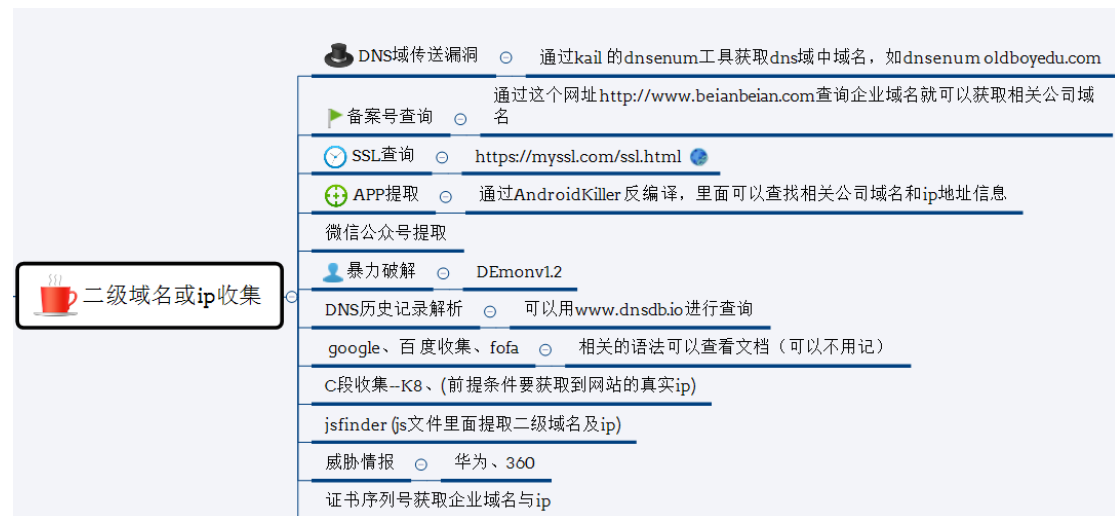 DNS域传送漏洞
通过kail 的dnsenum工具获取dns域中域名，如dnsenum oldboyedu.com
备案号查询
通过这个网址http://www.beianbeian.com查询企业域名就可以获取相关公司域
名
SSL查询
https://myssl.com/ssl.html
APP提取
通过AndroidKiller反编译，里面可以查找相关公司域名和ip地址信息
微信公众号提取
暴力破解
DEmonv1.2
二级域名或ip收集
DNS历史记录解析
可以用www.dnsdb.io进行查询
google、百度收集、fofa
相关的语法可以查看文档（可以不用记）
C段收集--K8、(前提条件要获取到网站的真实ip)
jsfinder (js文件里面提取二级域名及ip)
威胁情报
华为、360
证书序列号获取企业域名与ip